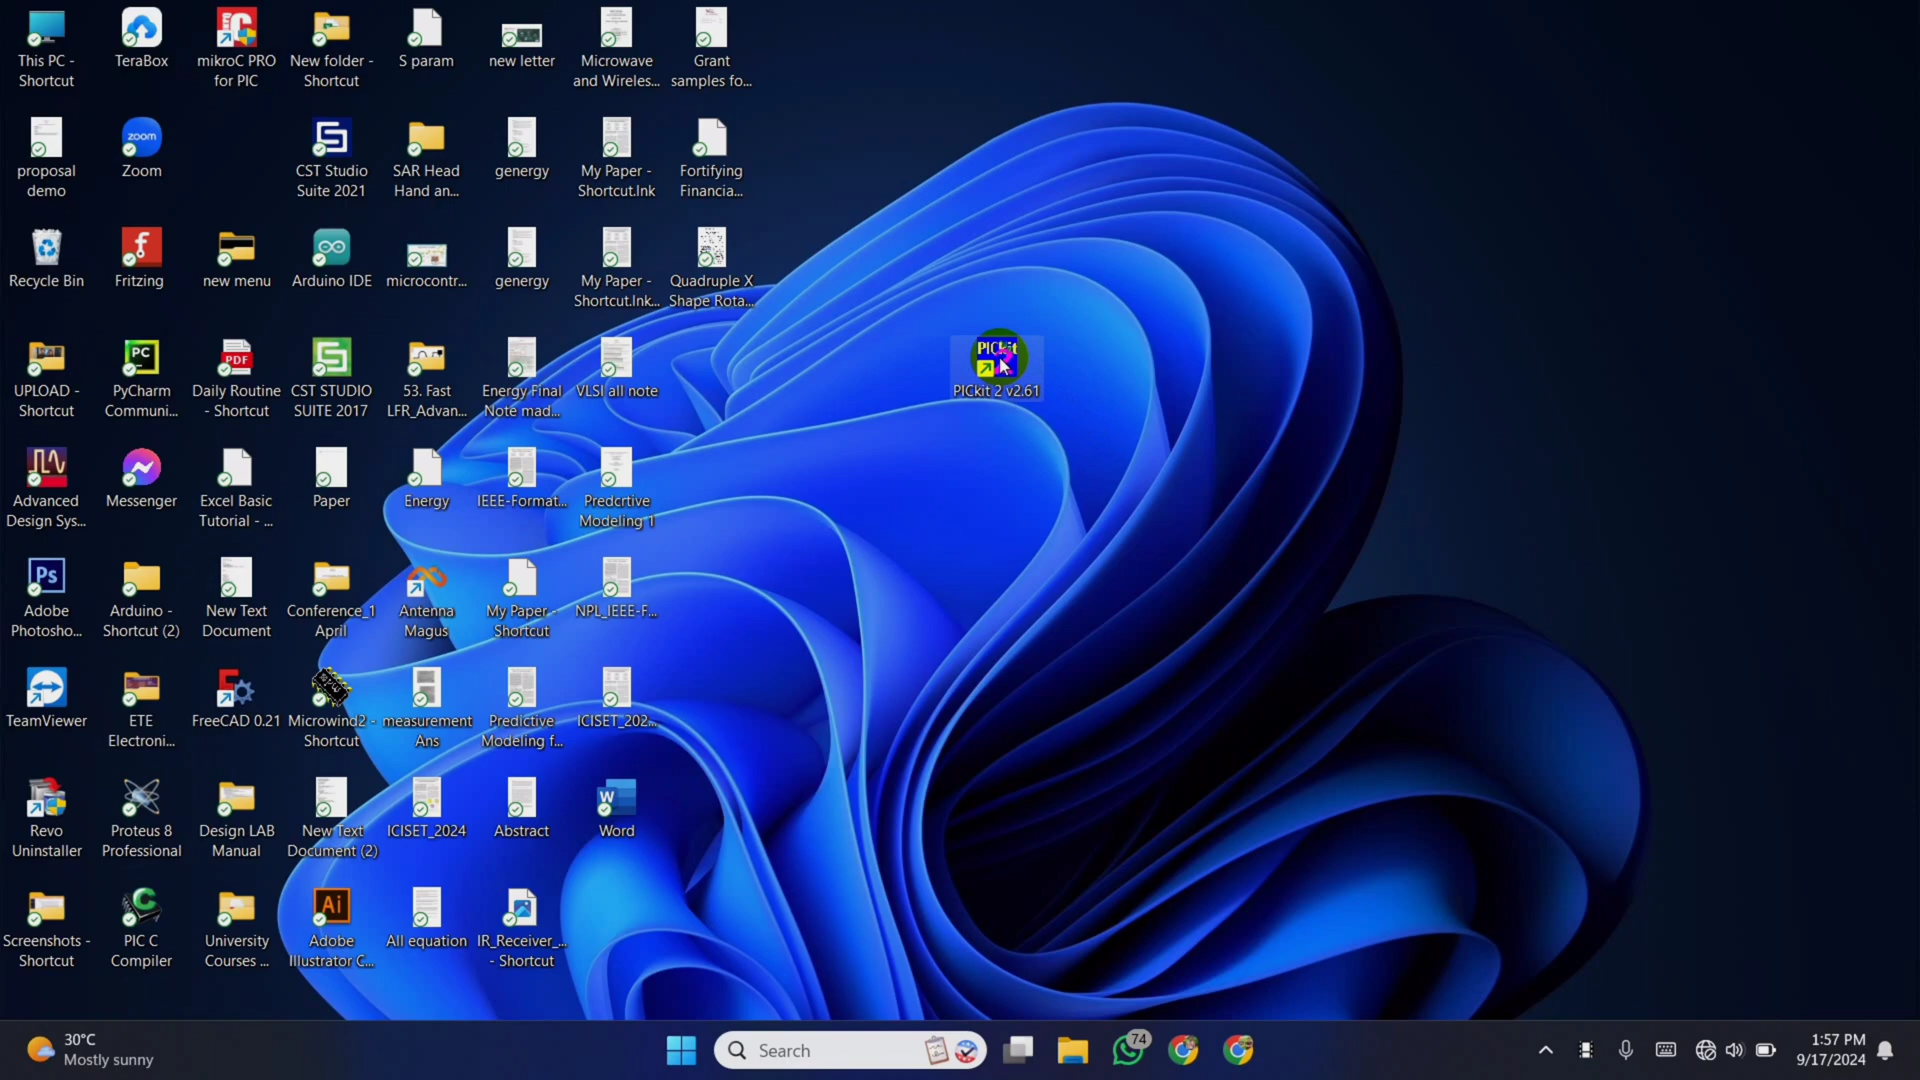 This PC -
Shortcut
TeraBox
mikroC PRO
for PIC
New folder -
Shortcut
S param
new letter
Microwave
and Wireles...
Grant
samples fo...
proposal
demo
zoom
Zoom
CST Studio
Suite 2021
SAR Head
Hand an...
genergy
My Paper -
Shortcut.lnk
Fortifying
Financia...
Recycle Bin
Fritzing
new menu
Arduino IDE
microcontr...
genergy
My Paper -
Shortcut.lnk...
Quadruple X
Shape Rota...
UPLOAD -
Shortcut
PC
PyCharm
Communi...
PDF
Daily Routine
- Shortcut
CST STUDIO
SUITE 2017
53. Fast
LFR_Advan...
Energy Final
Note mad...
VLSI all note
PICkit
PICkit 2 v2.61
Advanced
Design Sys...
Messenger
Excel Basic
Tutorial - ...
Paper
Energy
IEEE-Format...
Predcrtive
Modeling 1
Ps
Adobe
Photosho...
Arduino -
Shortcut (2)
New Text
Document
Conference_1
April
Antenna
Magus
My Paper -
Shortcut
NPL_IEEE-F...
TeamViewer
ETE
Electroni...
FreeCAD 0.21
Microwind2 -
Shortcut
measurement
Ans
Predictive
Modeling f...
ICISET_202...
Revo
Uninstaller
Proteus 8
Professional
Design LAB
Manual
New Text
Document (2)
ICISET_2024
Abstract
W
Word
Screenshots -
Shortcut
PIC C
Compiler
University
Courses ...
Ai
Adobe
Illustrator C...
All equation
IR_Receiver_...
- Shortcut
30°C
Mostly sunny
Search
74
1:57 PM
9/17/2024